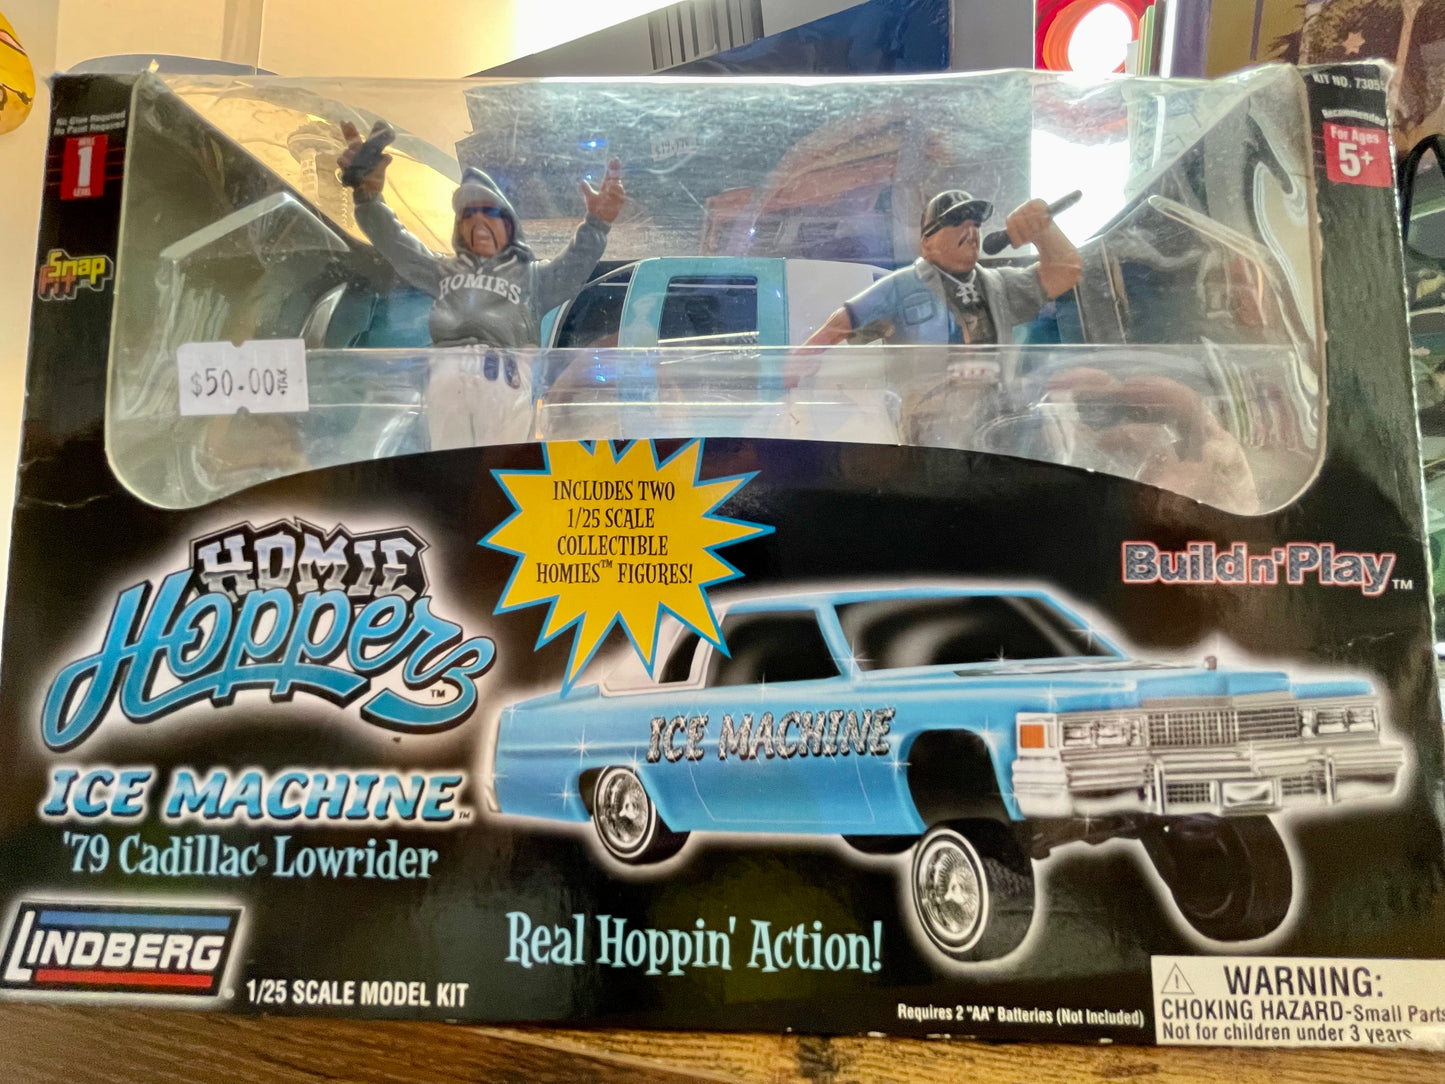 No Glue Required
No Paint Required
SKILL
1
LEVEL
Snap
FIT
KIT NO. 7305
Recommended
For Ages
5+
HOMIES
$50.00+TAX
INCLUDES TWO
1/25 SCALE
COLLECTIBLE
HOMIES™ FIGURES!
HOMIE
Hoppers™
Build n' Play™
ICE MACHINE
ICE MACHINE™
'79 Cadillac® Lowrider
LINDBERG®
1/25 SCALE MODEL KIT
Real Hoppin' Action!
Requires 2 "AA" Batteries (Not Included)
WARNING:
CHOKING HAZARD-Small Parts
Not for children under 3 years